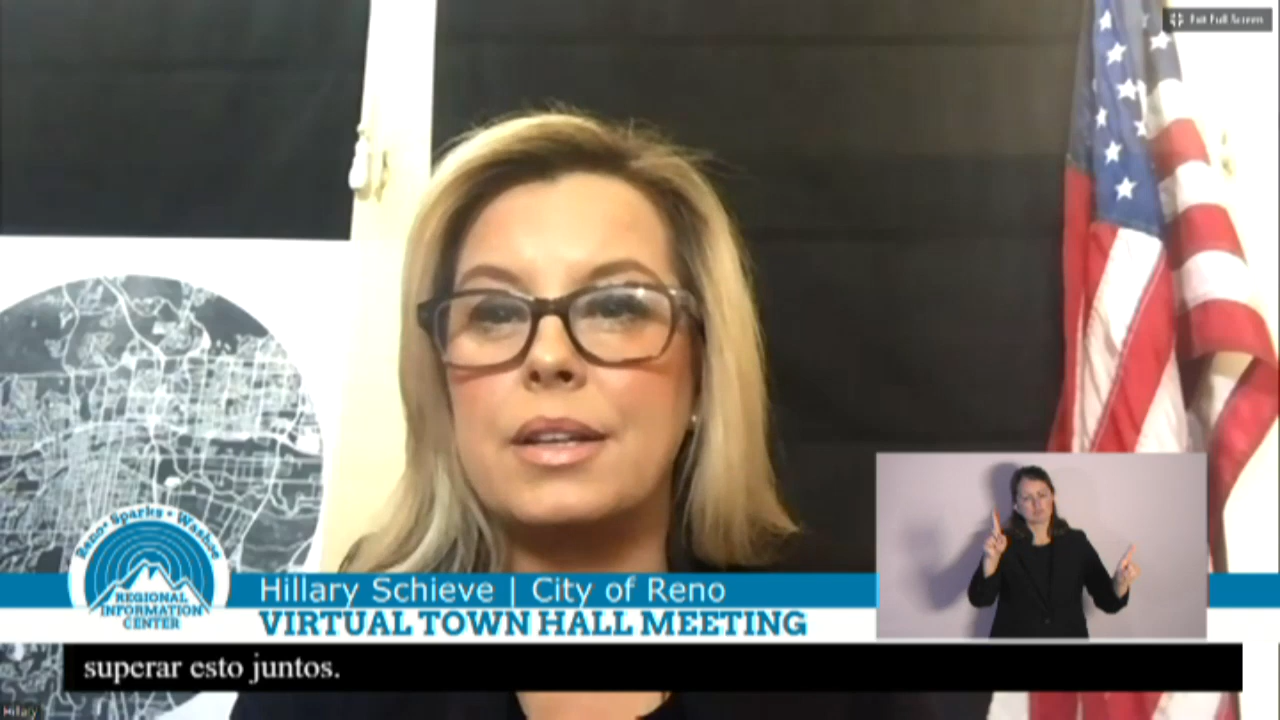 Exit Full Screen
Reno • Sparks • Washoe
REGIONAL
INFORMATION
CENTER
Hillary Schieve | City of Reno
VIRTUAL TOWN HALL MEETING
superar esto juntos.
Hillary